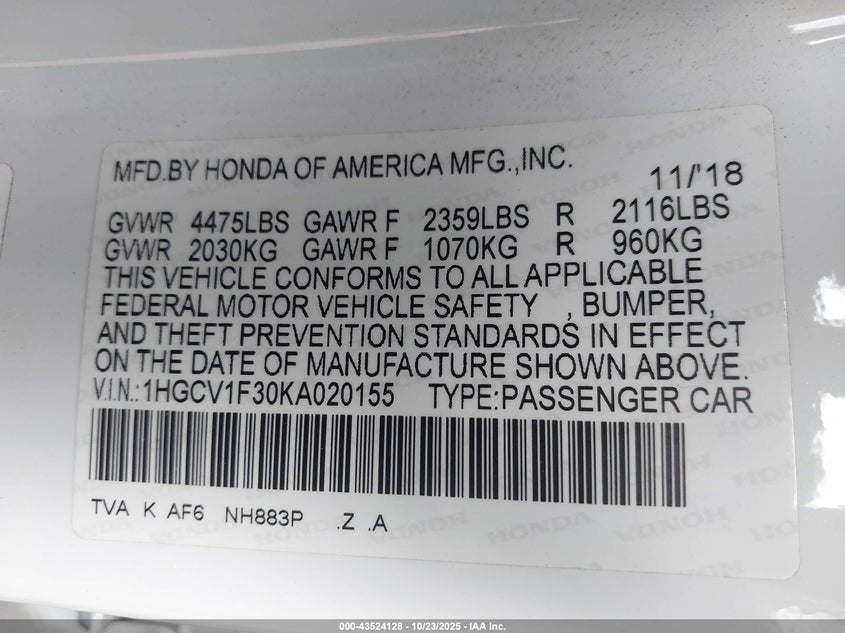 MFD.BY HONDA OF AMERICA MFG.,INC. 11/'18
GVWR 4475LBS GAWR F 2359LBS R 2116LBS
GVWR 2030KG GAWR F 1070KG R 960KG
THIS VEHICLE CONFORMS TO ALL APPLICABLE
FEDERAL MOTOR VEHICLE SAFETY , BUMPER,
AND THEFT PREVENTION STANDARDS IN EFFECT
ON THE DATE OF MANUFACTURE SHOWN ABOVE.
V.I.N.:1HGCV1F30KA020155 TYPE:PASSENGER CAR
TVA K AF6 NH883P .Z .A
000-43524128 - 10/23/2025 - IAA Inc.